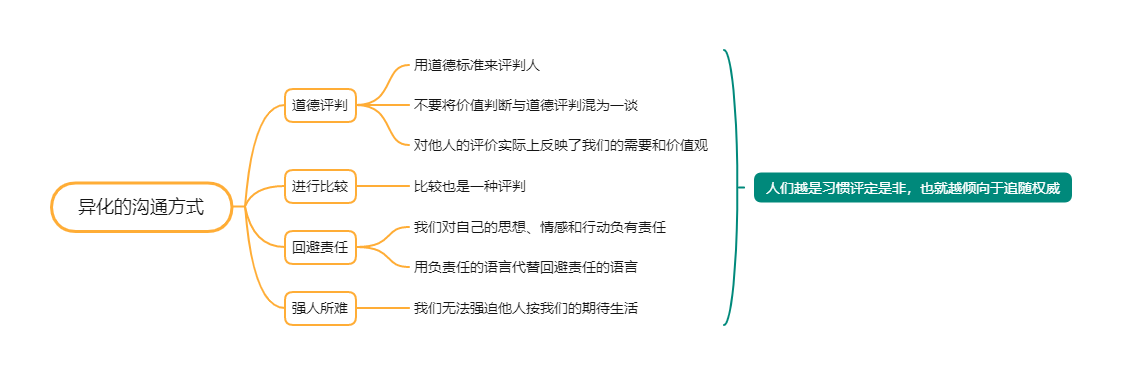 异化的沟通方式
道德评判
用道德标准来评判人
不要将价值判断与道德评判混为一谈
对他人的评价实际上反映了我们的需要和价值观
进行比较
比较也是一种评判
回避责任
我们对自己的思想、情感和行动负有责任
用负责任的语言代替回避责任的语言
强人所难
我们无法强迫他人按我们的期待生活
人们越是习惯评定是非，也就越倾向于追随权威